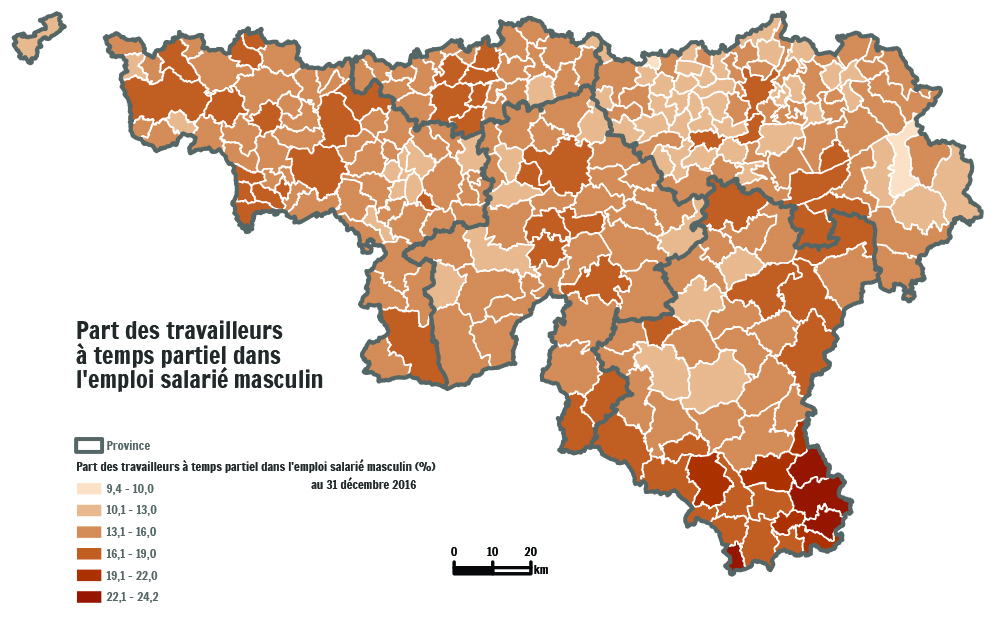 Part des travailleurs
à temps partiel dans
l'emploi salarié masculin
Province
Part des travailleurs à temps partiel dans l'emploi salarié masculin (%)
au 31 décembre 2016
9,4 - 10,0
10,1 - 13,0
13,1 - 16,0
16,1 - 19,0
19,1 - 22,0
22,1 - 24,2
0 10 20
km